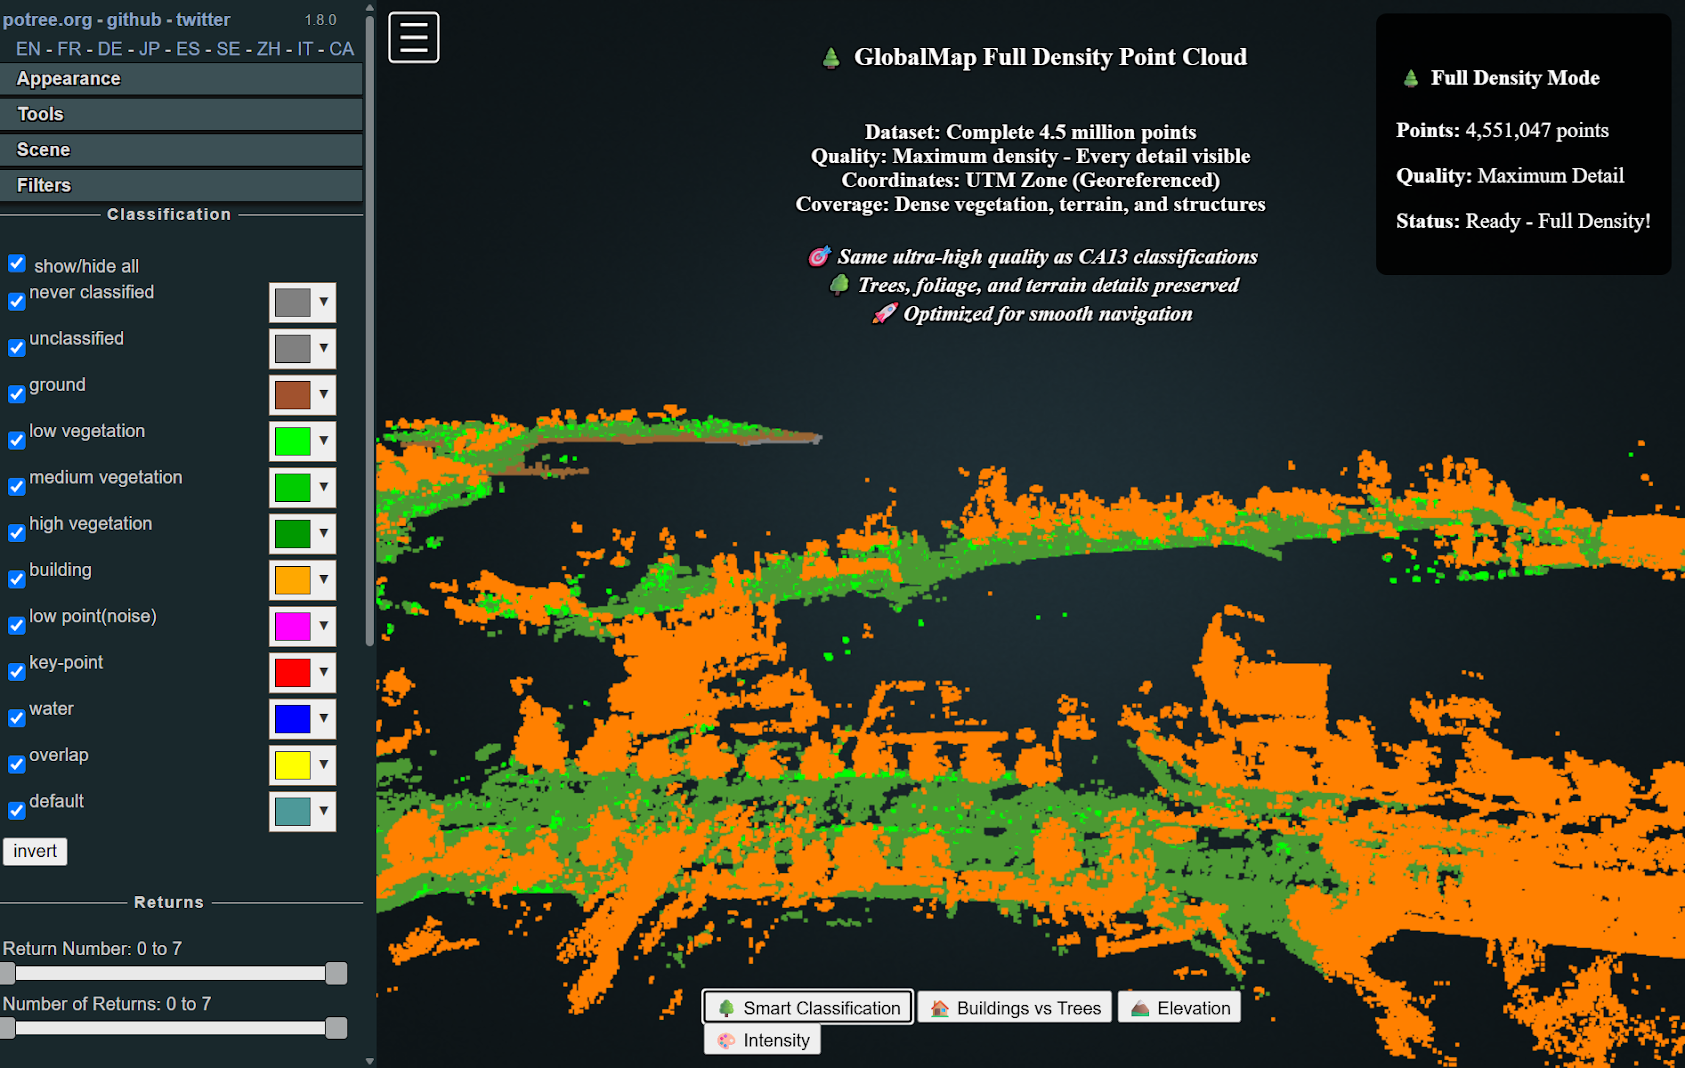 potree.org - github - twitter 1.8.0
EN - FR - DE - JP - ES - SE - ZH - IT - CA
Appearance
Tools
Scene
Filters
Classification
show/hide all
never classified
unclassified
ground
low vegetation
medium vegetation
high vegetation
building
low point(noise)
key-point
water
overlap
default
invert
Returns
Return Number: 0 to 7
Number of Returns: 0 to 7
🌲 GlobalMap Full Density Point Cloud
Dataset: Complete 4.5 million points
Quality: Maximum density - Every detail visible
Coordinates: UTM Zone (Georeferenced)
Coverage: Dense vegetation, terrain, and structures
🎯 Same ultra-high quality as CA13 classifications
🌳 Trees, foliage, and terrain details preserved
🚀 Optimized for smooth navigation
🌲 Full Density Mode
Points: 4,551,047 points
Quality: Maximum Detail
Status: Ready - Full Density!
🌳 Smart Classification
🏠 Buildings vs Trees
⛰️ Elevation
🎨 Intensity